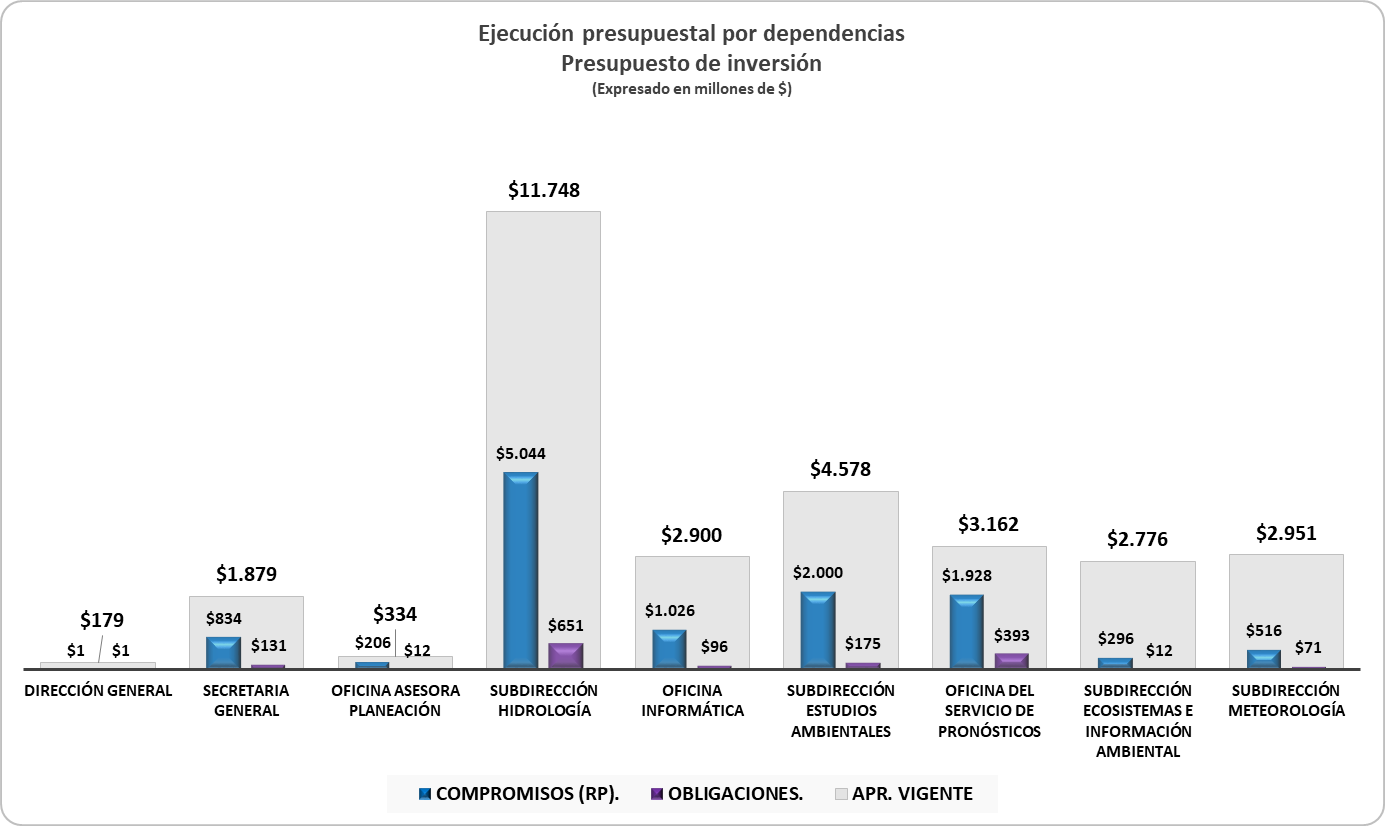 Ejecución presupuestal por dependencias
Presupuesto de inversión
(Expresado en millones de $)
$11.748
$5.044
$4.578
$3.162
$2.900
$2.776
$2.951
$1.879
$2.000
$1.928
$179
$834
$131
$334
$206
$12
$651
$1.026
$96
$175
$393
$296
$12
$516
$71
$1
$1
DIRECCIÓN GENERAL
SECRETARIA
GENERAL
OFICINA ASESORA
PLANEACIÓN
SUBDIRECCIÓN
HIDROLOGÍA
OFICINA
INFORMÁTICA
SUBDIRECCIÓN
ESTUDIOS
AMBIENTALES
OFICINA DEL
SERVICIO DE
PRONÓSTICOS
SUBDIRECCIÓN
ECOSISTEMAS E
INFORMACIÓN
AMBIENTAL
SUBDIRECCIÓN
METEOROLOGÍA
COMPROMISOS (RP).
OBLIGACIONES.
APR. VIGENTE